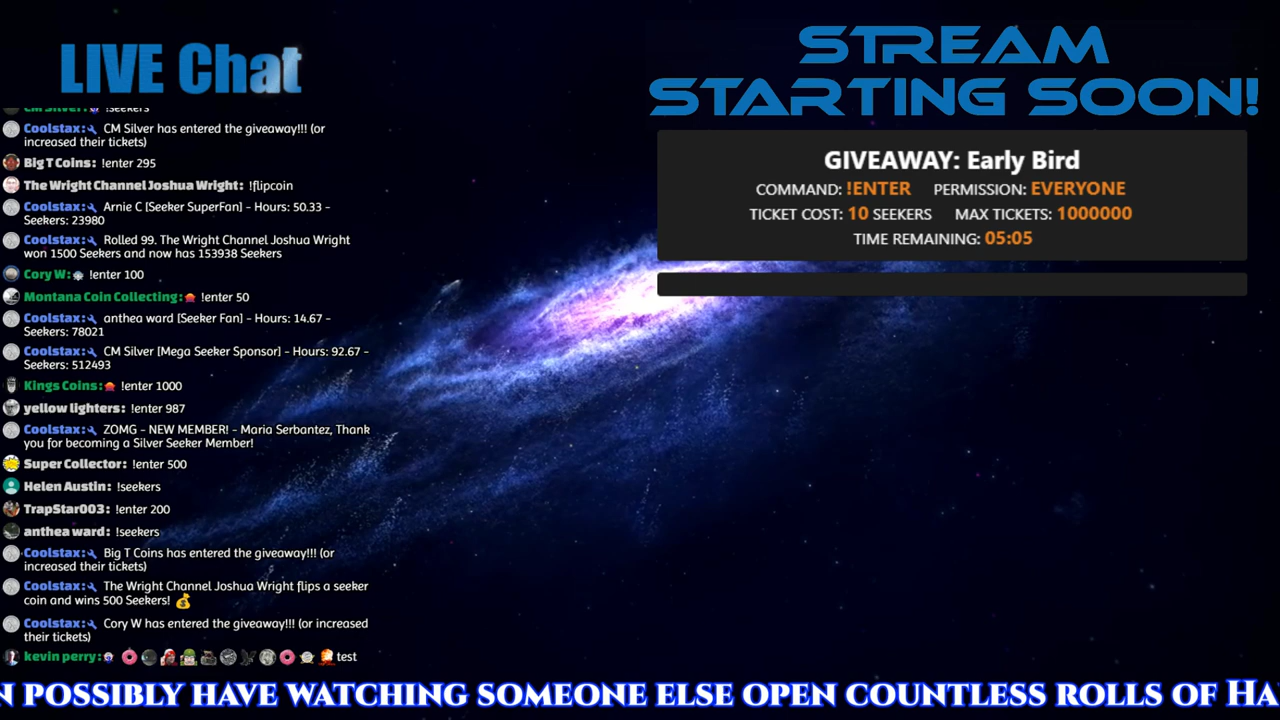 LIVE Chat
CM Silver: !seekers
Coolstax: CM Silver has entered the giveaway!!! (or
increased their tickets)
Big T Coins: !enter 295
The Wright Channel Joshua Wright: !flipcoin
Coolstax: Arnie C [Seeker SuperFan] - Hours: 50.33 -
Seekers: 23980
Coolstax: Rolled 99. The Wright Channel Joshua Wright
won 1500 Seekers and now has 153938 Seekers
Cory W: !enter 100
Montana Coin Collecting: !enter 50
Coolstax: anthea ward [Seeker Fan] - Hours: 14.67 -
Seekers: 78021
Coolstax: CM Silver [Mega Seeker Sponsor] - Hours: 92.67 -
Seekers: 512493
Kings Coins: !enter 1000
yellow lighters: !enter 987
Coolstax: ZOMG - NEW MEMBER! - Maria Serbantez, Thank
you for becoming a Silver Seeker Member!
Super Collector: !enter 500
Helen Austin: !seekers
TrapStar003: !enter 200
anthea ward: !seekers
Coolstax: Big T Coins has entered the giveaway!!! (or
increased their tickets)
Coolstax: The Wright Channel Joshua Wright flips a seeker
coin and wins 500 Seekers! 💰
Coolstax: Cory W has entered the giveaway!!! (or increased
their tickets)
kevin perry: test
STREAM
STARTING SOON!
GIVEAWAY: Early Bird
COMMAND: !ENTER PERMISSION: EVERYONE
TICKET COST: 10 SEEKERS MAX TICKETS: 1000000
TIME REMAINING: 05:05
N POSSIBLY HAVE WATCHING SOMEONE ELSE OPEN COUNTLESS ROLLS OF HA